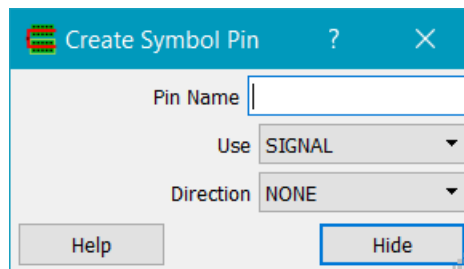 Create Symbol Pin ?
Pin Name
Use SIGNAL
Direction NONE
Help Hide